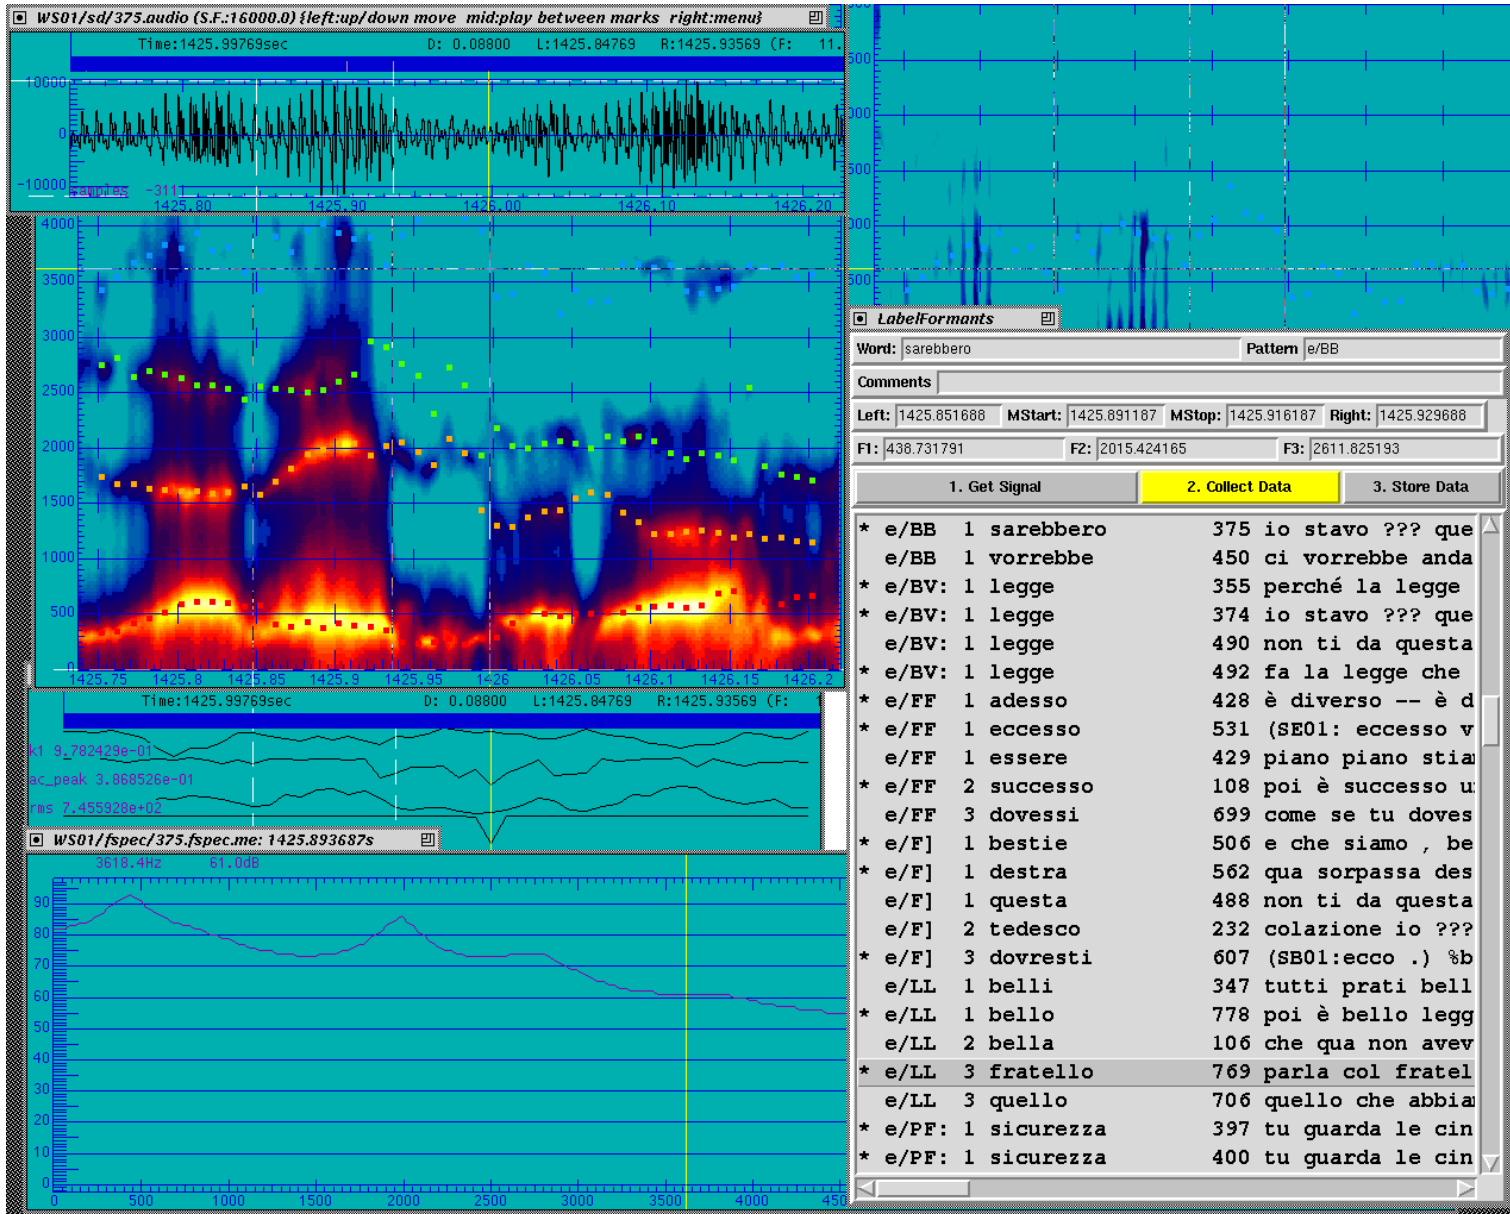 WS01/sd/375.audio (S.F.:16000.0) {left:up/down move mid:play between marks right:menu}
Time:1425.99769sec D: 0.08800 L:1425.84769 R:1425.93569 (F: 11.
10000
0
-10000
samples -311
1425.80 1425.90 1426.00 1426.10 1426.20
4000
3500
3000
2500
2000
1500
1000
500
0
1425.75 1425.8 1425.85 1425.9 1425.95 1426 1426.05 1426.1 1426.15 1426.2
Time:1425.99769sec D: 0.08800 L:1425.84769 R:1425.93569 (F: 1
k1 9.782429e-01
ac_peak 3.868526e-01
rms 7.455928e+02
WS01/fspec/375.fspec.me: 1425.893687s
3618.4Hz 61.0dB
90
80
70
60
50
40
30
20
10
0
0 500 1000 1500 2000 2500 3000 3500 4000 450
500
000
500
000
500
LabelFormants
Word: sarebbero Pattern e/BB
Comments
Left: 1425.851688 MStart: 1425.891187 MStop: 1425.916187 Right: 1425.929688
F1: 438.731791 F2: 2015.424165 F3: 2611.825193
1. Get Signal 2. Collect Data 3. Store Data
* e/BB 1 sarebbero 375 io stavo ??? que
e/BB 1 vorrebbe 450 ci vorrebbe anda
* e/BV: 1 legge 355 perché la legge
* e/BV: 1 legge 374 io stavo ??? que
e/BV: 1 legge 490 non ti da questa
* e/BV: 1 legge 492 fa la legge che
* e/FF 1 adesso 428 è diverso -- è d
* e/FF 1 eccesso 531 (SE01: eccesso v
e/FF 1 essere 429 piano piano stia
* e/FF 2 successo 108 poi è successo u
e/FF 3 dovessi 699 come se tu doves
* e/F] 1 bestie 506 e che siamo , be
* e/F] 1 destra 562 qua sorpassa des
e/F] 1 questa 488 non ti da questa
e/F] 2 tedesco 232 colazione io ???
* e/F] 3 dovresti 607 (SB01:ecco .) %b
e/LL 1 belli 347 tutti prati bell
* e/LL 1 bello 778 poi è bello legg
e/LL 2 bella 106 che qua non avev
* e/LL 3 fratello 769 parla col fratel
e/LL 3 quello 706 quello che abbia
* e/PF: 1 sicurezza 397 tu guarda le cin
* e/PF: 1 sicurezza 400 tu guarda le cin